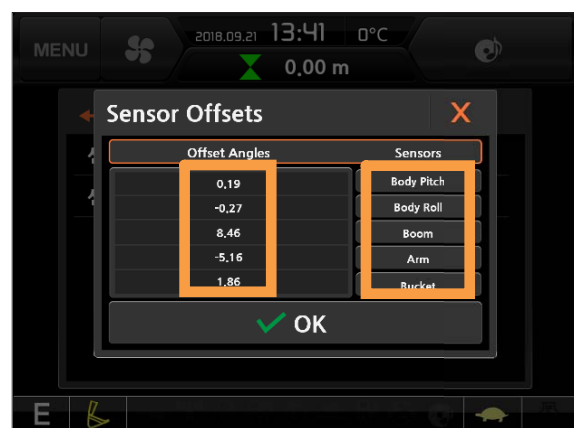 MENU 2018.09.21 13:41 0°C
0,00 m
Sensor Offsets X
Offset Angles Sensors
0,19 Body Pitch
-0,27 Body Roll
8,46 Boom
-5,16 Arm
1,86 Bucket
OK
E